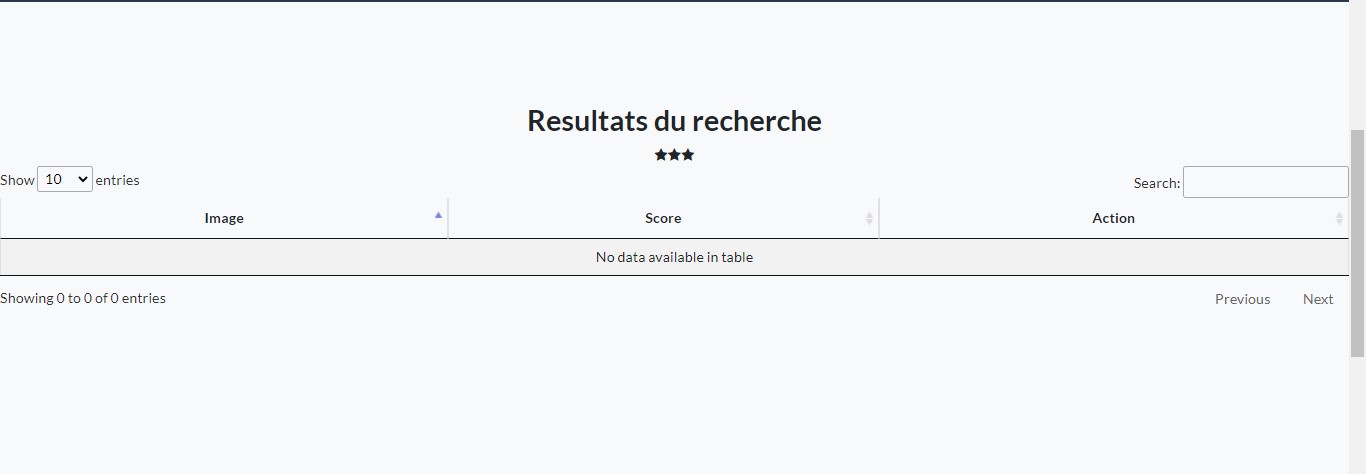 Resultats du recherche
Show 10 entries
Search:
Image Score Action
No data available in table
Showing 0 to 0 of 0 entries
Previous Next